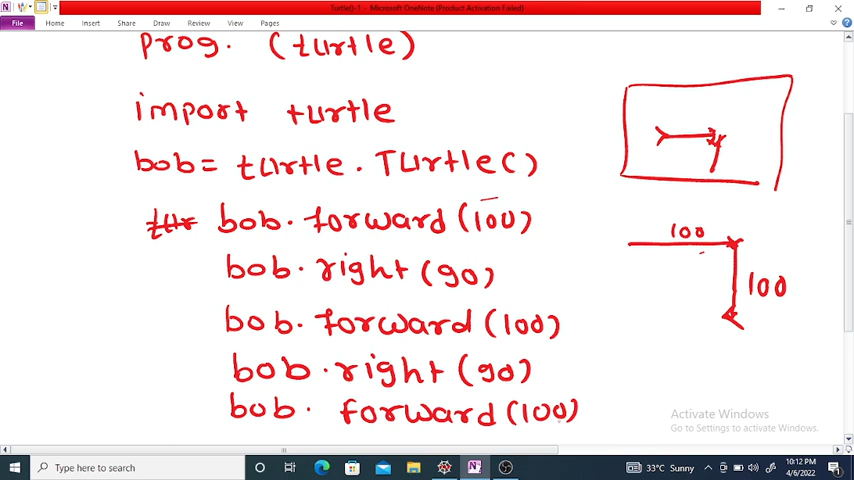 Turtle()-1 - Microsoft OneNote (Product Activation Failed)
File Home Insert Share Draw Review View Pages
prog. (turtle)
import turtle
bob = turtle.Turtle()
tur bob.forward(100)
bob.right(90)
bob.forward(100)
bob.right(90)
bob. forward(100)
100
100
Activate Windows
Go to Settings to activate Windows.
Type here to search
33°C Sunny
10:12 PM
4/6/2022